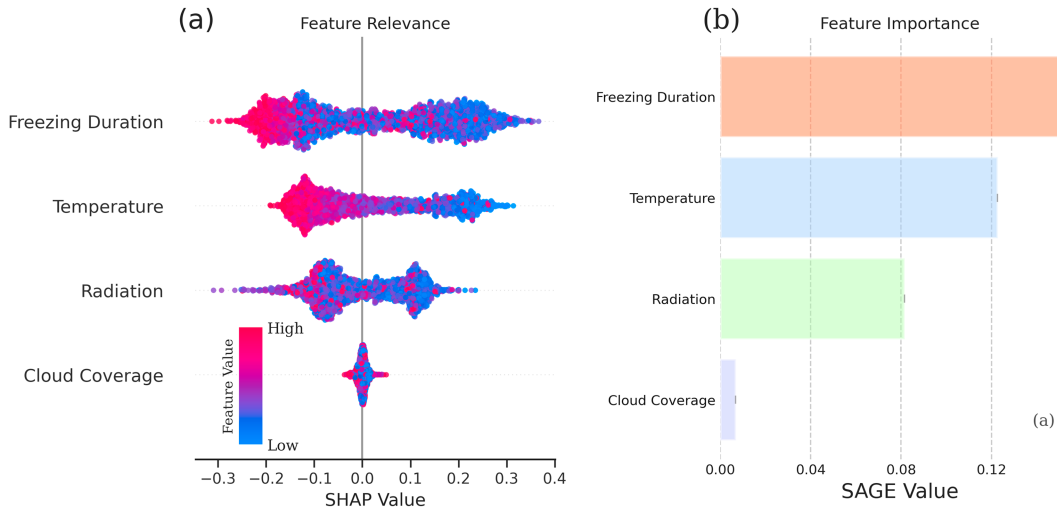 (a)
Feature Relevance
Freezing Duration
Temperature
Radiation
Cloud Coverage
High
Feature Value
Low
−0.3 −0.2 −0.1 0.0 0.1 0.2 0.3 0.4
SHAP Value
(b)
Feature Importance
Freezing Duration
Temperature
Radiation
Cloud Coverage
(a)
0.00 0.04 0.08 0.12
SAGE Value